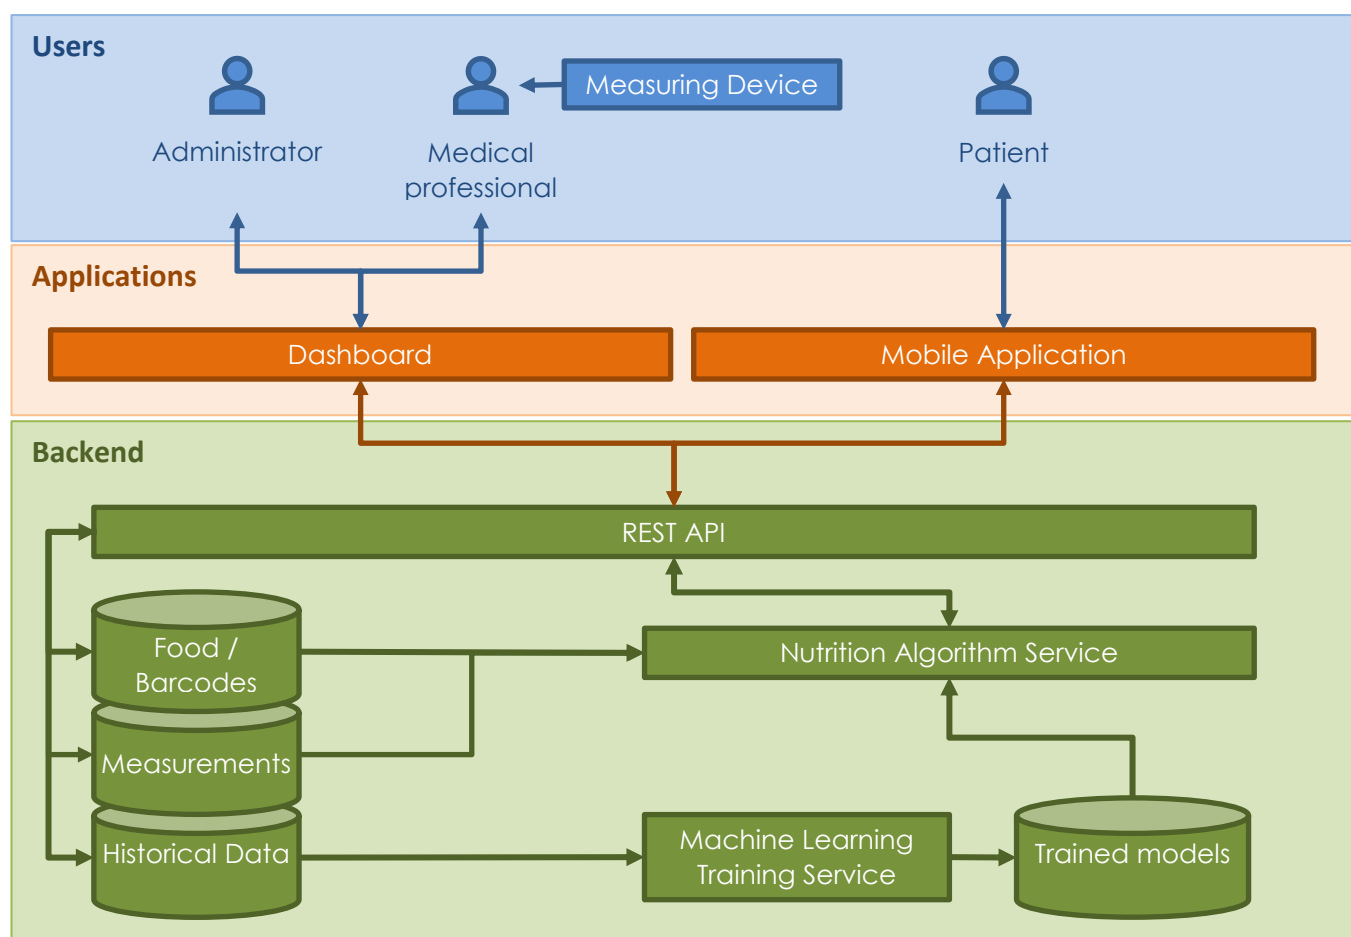 Users
Measuring Device
Administrator
Medical
professional
Patient
Applications
Dashboard
Mobile Application
Backend
REST API
Food /
Barcodes
Nutrition Algorithm Service
Measurements
Historical Data
Machine Learning
Training Service
Trained models